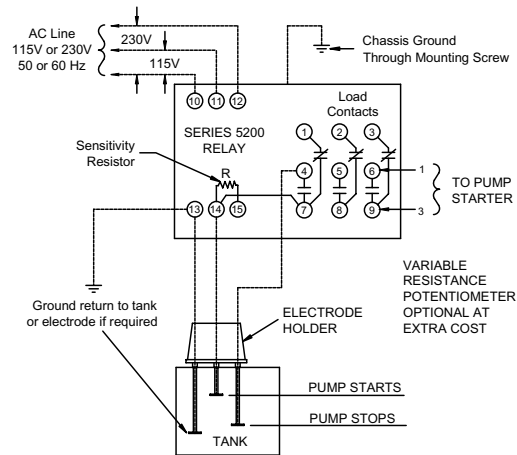 AC Line
115V or 230V
50 or 60 Hz
230V
115V
Chassis Ground
Through Mounting Screw
10
11
12
Load
Contacts
SERIES 5200
RELAY
1
2
3
Sensitivity
Resistor
R
4
5
6
1
TO PUMP
STARTER
13
14
15
7
8
9
3
Ground return to tank
or electrode if required
ELECTRODE
HOLDER
VARIABLE
RESISTANCE
POTENTIOMETER
OPTIONAL AT
EXTRA COST
PUMP STARTS
PUMP STOPS
TANK